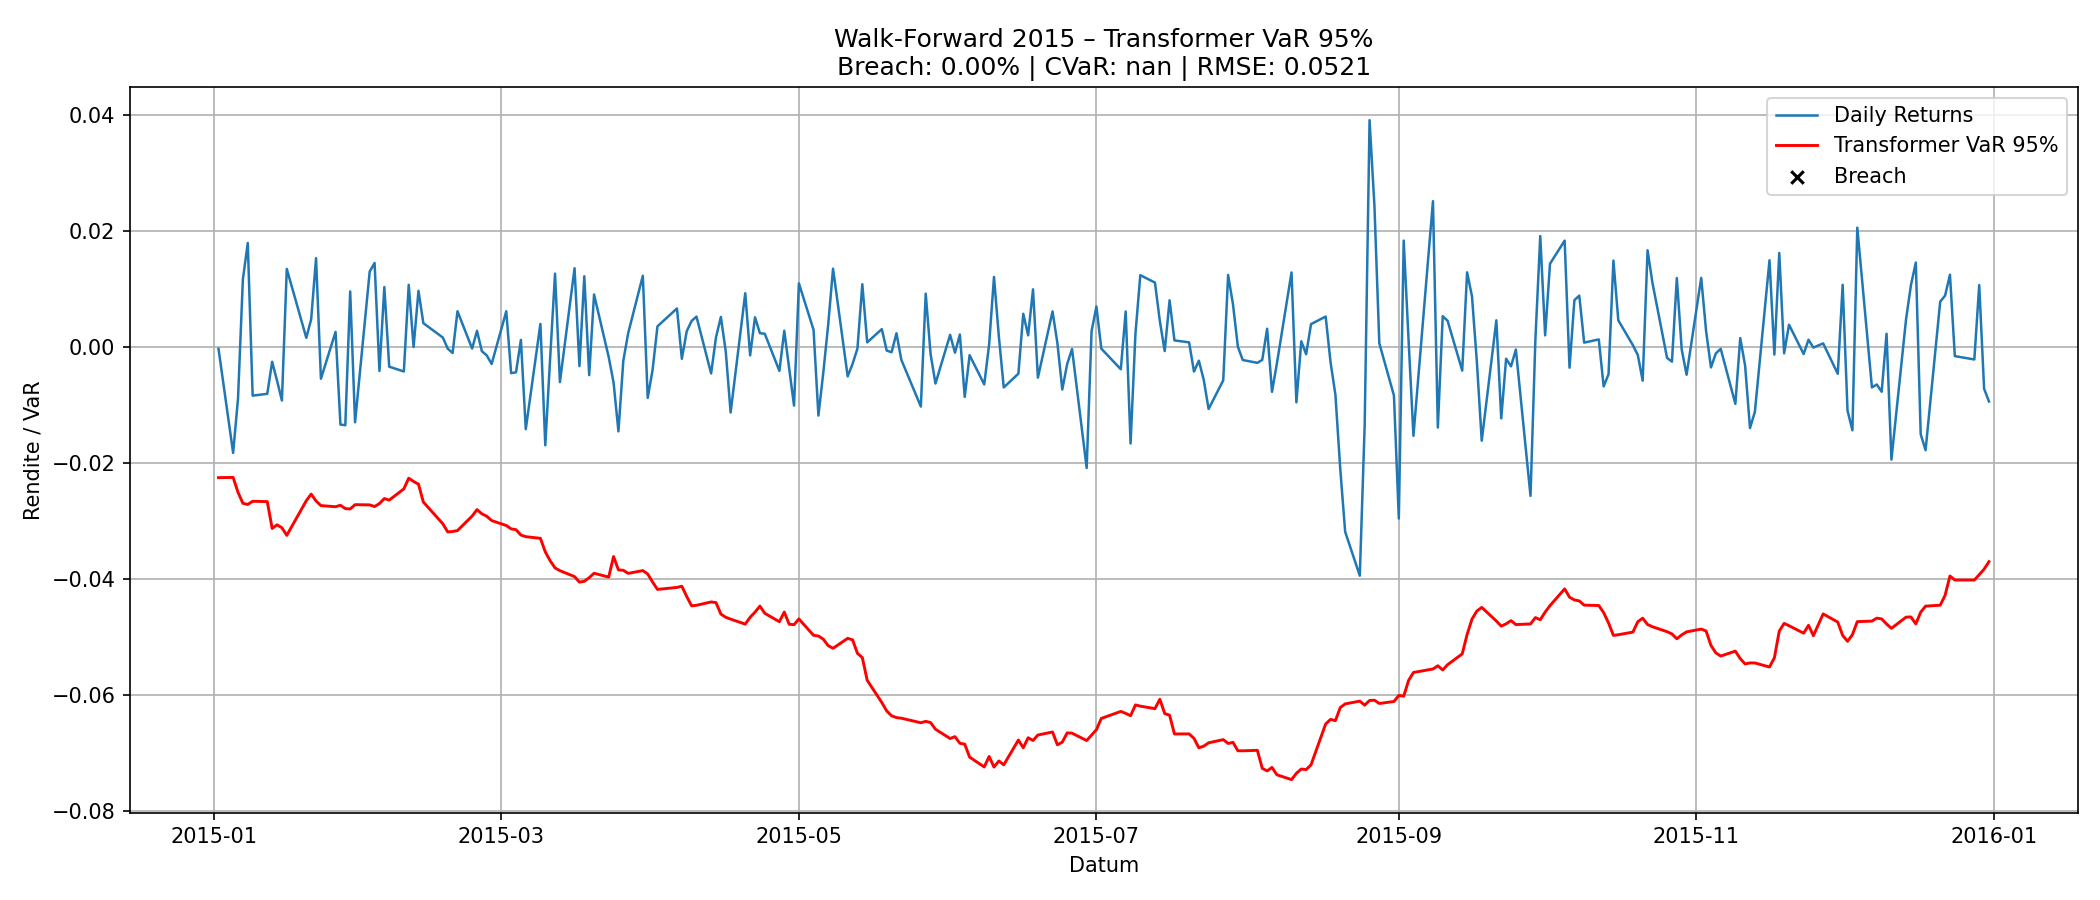 Walk-Forward 2015 – Transformer VaR 95%
Breach: 0.00% | CVaR: nan | RMSE: 0.0521
Daily Returns
Transformer VaR 95%
Breach
Rendite / VaR
0.04
0.02
0.00
−0.02
−0.04
−0.06
−0.08
2015-01
2015-03
2015-05
2015-07
2015-09
2015-11
2016-01
Datum